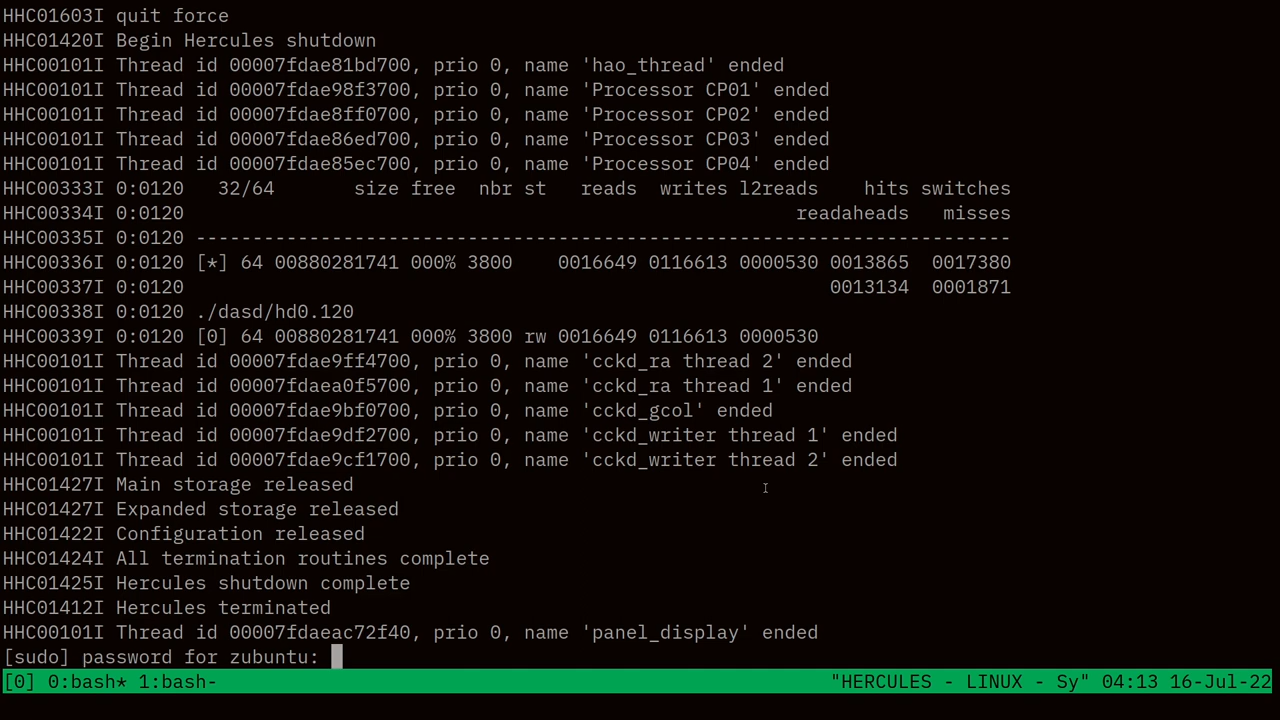 HHC01603I quit force
HHC01420I Begin Hercules shutdown
HHC00101I Thread id 00007fdae81bd700, prio 0, name 'hao_thread' ended
HHC00101I Thread id 00007fdae98f3700, prio 0, name 'Processor CP01' ended
HHC00101I Thread id 00007fdae8ff0700, prio 0, name 'Processor CP02' ended
HHC00101I Thread id 00007fdae86ed700, prio 0, name 'Processor CP03' ended
HHC00101I Thread id 00007fdae85ec700, prio 0, name 'Processor CP04' ended
HHC00333I 0:0120   32/64       size free  nbr st   reads  writes l2reads    hits switches
HHC00334I 0:0120                                                      readaheads   misses
HHC00335I 0:0120 ------------------------------------------------------------------------
HHC00336I 0:0120 [*] 64 00880281741 000% 3800    0016649 0116613 0000530 0013865  0017380
HHC00337I 0:0120                                                         0013134  0001871
HHC00338I 0:0120 ./dasd/hd0.120
HHC00339I 0:0120 [0] 64 00880281741 000% 3800 rw 0016649 0116613 0000530
HHC00101I Thread id 00007fdae9ff4700, prio 0, name 'cckd_ra thread 2' ended
HHC00101I Thread id 00007fdaea0f5700, prio 0, name 'cckd_ra thread 1' ended
HHC00101I Thread id 00007fdae9bf0700, prio 0, name 'cckd_gcol' ended
HHC00101I Thread id 00007fdae9df2700, prio 0, name 'cckd_writer thread 1' ended
HHC00101I Thread id 00007fdae9cf1700, prio 0, name 'cckd_writer thread 2' ended
HHC01427I Main storage released
HHC01427I Expanded storage released
HHC01422I Configuration released
HHC01424I All termination routines complete
HHC01425I Hercules shutdown complete
HHC01412I Hercules terminated
HHC00101I Thread id 00007fdaeac72f40, prio 0, name 'panel_display' ended
[sudo] password for zubuntu:
[0] 0:bash* 1:bash- "HERCULES - LINUX - Sy" 04:13 16-Jul-22